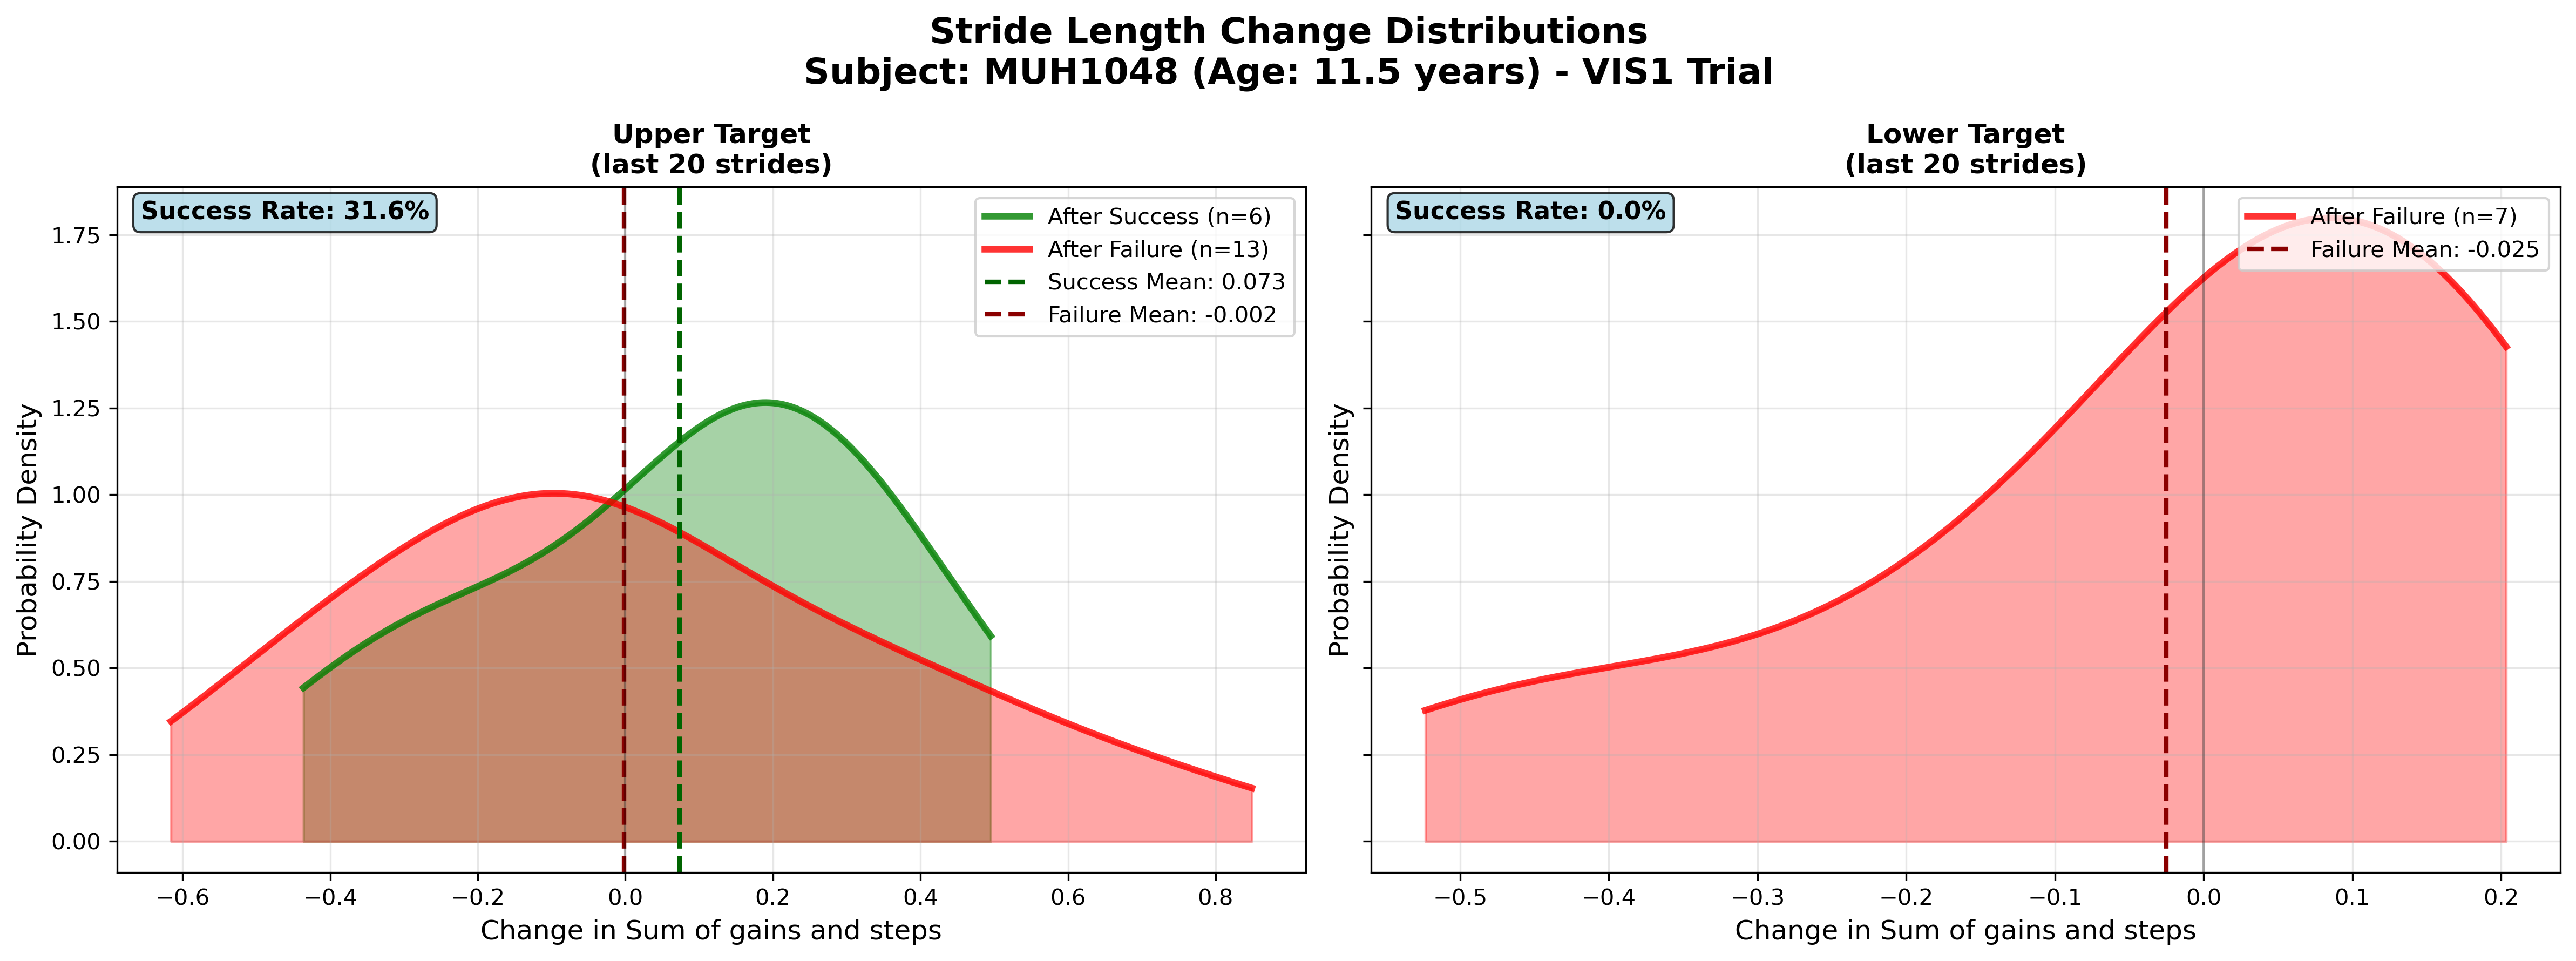 Stride Length Change Distributions
Subject: MUH1048 (Age: 11.5 years) - VIS1 Trial
Upper Target
(last 20 strides)
Success Rate: 31.6%
After Success (n=6)
After Failure (n=13)
Success Mean: 0.073
Failure Mean: -0.002
Probability Density
1.75
1.50
1.25
1.00
0.75
0.50
0.25
0.00
−0.6 −0.4 −0.2 0.0 0.2 0.4 0.6 0.8
Change in Sum of gains and steps
Lower Target
(last 20 strides)
Success Rate: 0.0%
After Failure (n=7)
Failure Mean: -0.025
Probability Density
−0.5 −0.4 −0.3 −0.2 −0.1 0.0 0.1 0.2
Change in Sum of gains and steps